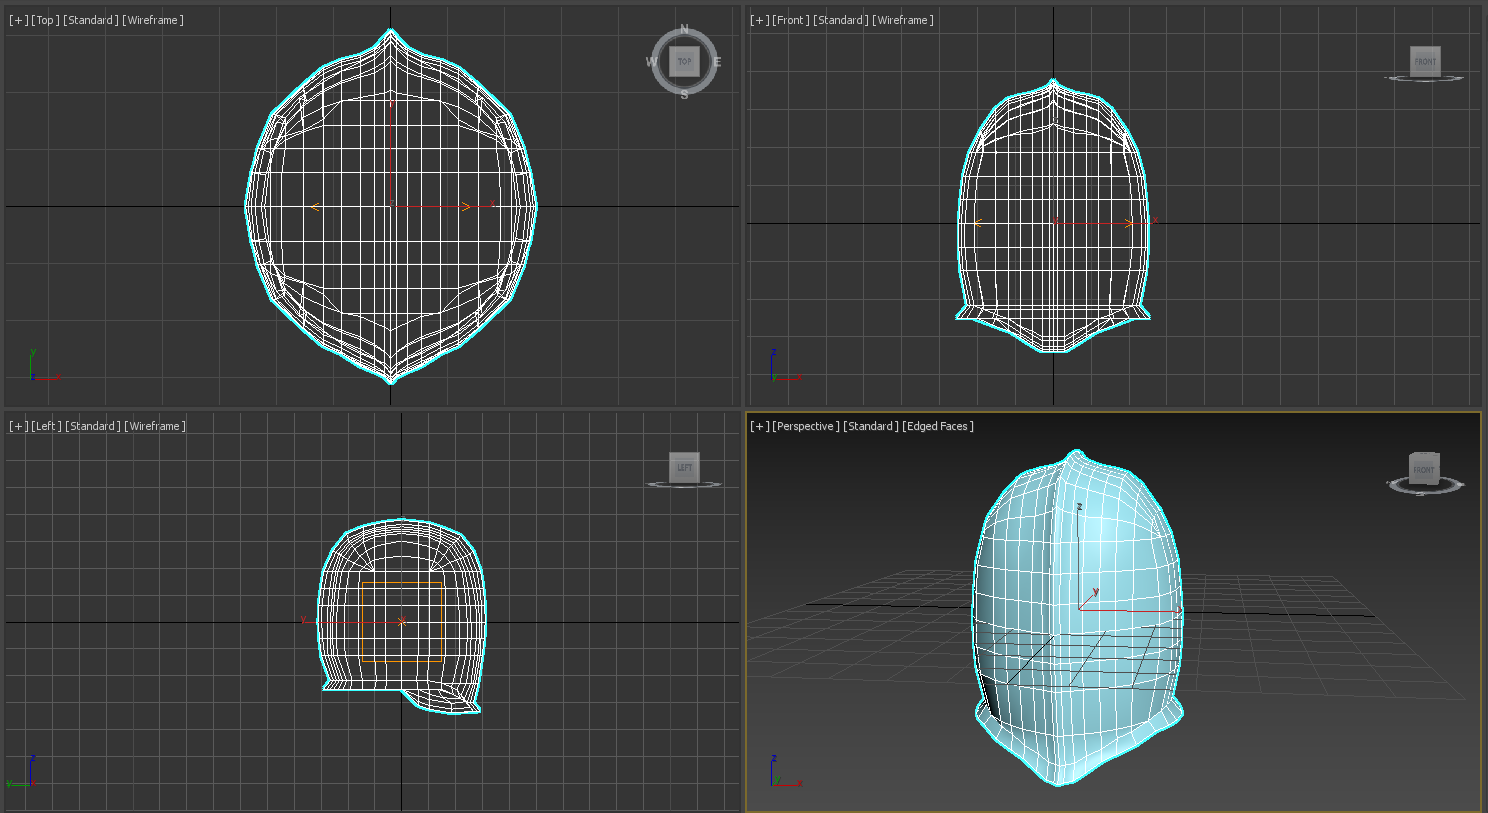 [+] [Top] [Standard] [Wireframe]
N
W TOP E
S
y
x
z
y
z x
[+] [Front] [Standard] [Wireframe]
FRONT
x
z
y x
[+] [Left] [Standard] [Wireframe]
LEFT
y
z
y x
[+] [Perspective] [Standard] [Edged Faces]
FRONT
z
y
x
z
y x